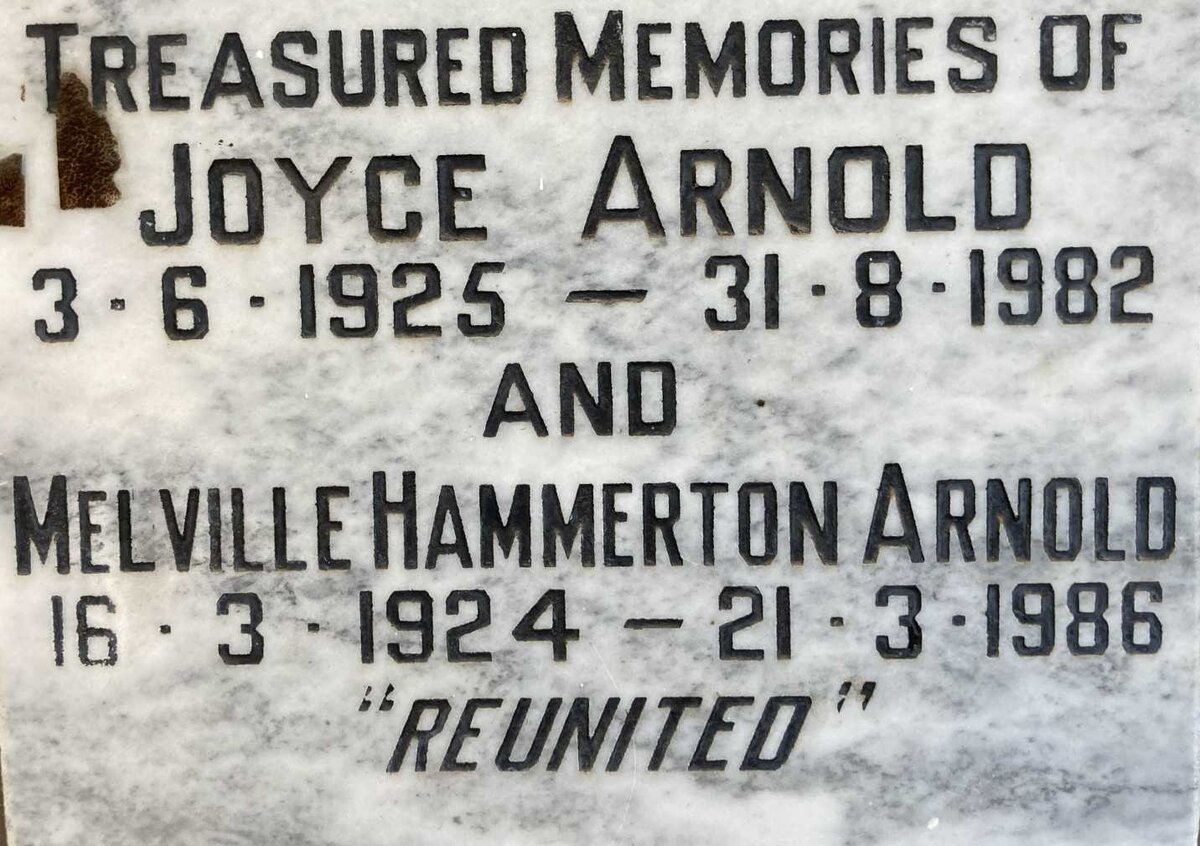 TREASURED MEMORIES OF
JOYCE ARNOLD
3·6·1925 — 31·8·1982
AND
MELVILLE HAMMERTON ARNOLD
16·3·1924 — 21·3·1986
“REUNITED”